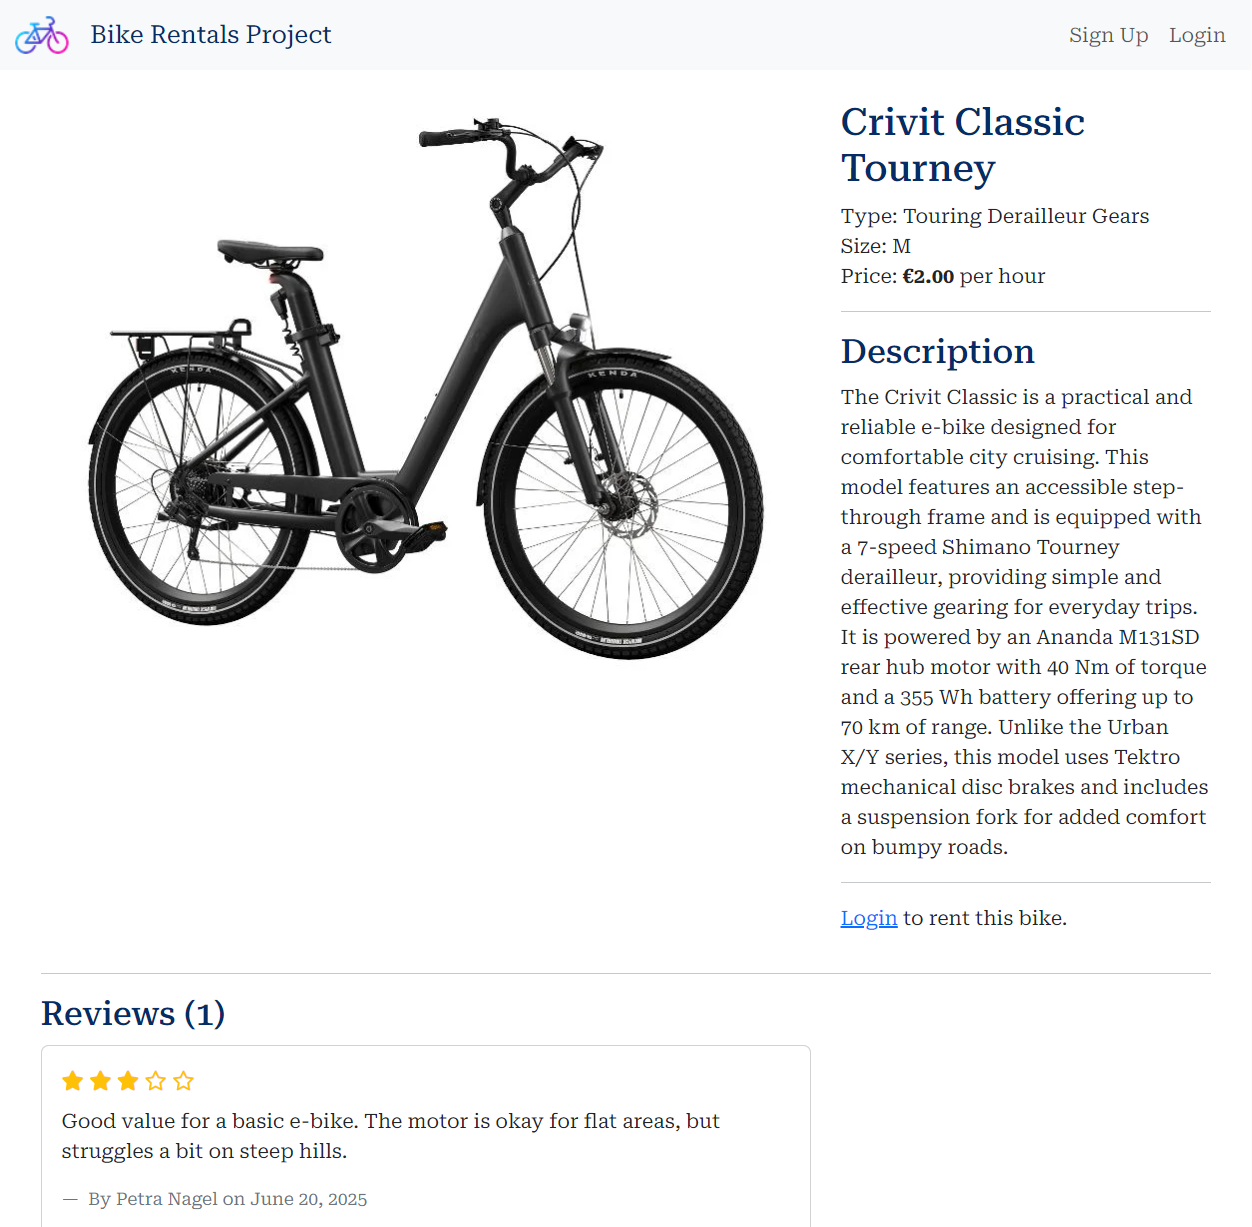 Bike Rentals Project
Sign Up Login
KENDA
KENDA
Crivit Classic
Tourney
Type: Touring Derailleur Gears
Size: M
Price: €2.00 per hour
Description
The Crivit Classic is a practical and
reliable e-bike designed for
comfortable city cruising. This
model features an accessible step-
through frame and is equipped with
a 7-speed Shimano Tourney
derailleur, providing simple and
effective gearing for everyday trips.
It is powered by an Ananda M131SD
rear hub motor with 40 Nm of torque
and a 355 Wh battery offering up to
70 km of range. Unlike the Urban
X/Y series, this model uses Tektro
mechanical disc brakes and includes
a suspension fork for added comfort
on bumpy roads.
Login to rent this bike.
Reviews (1)
Good value for a basic e-bike. The motor is okay for flat areas, but
struggles a bit on steep hills.
— By Petra Nagel on June 20, 2025